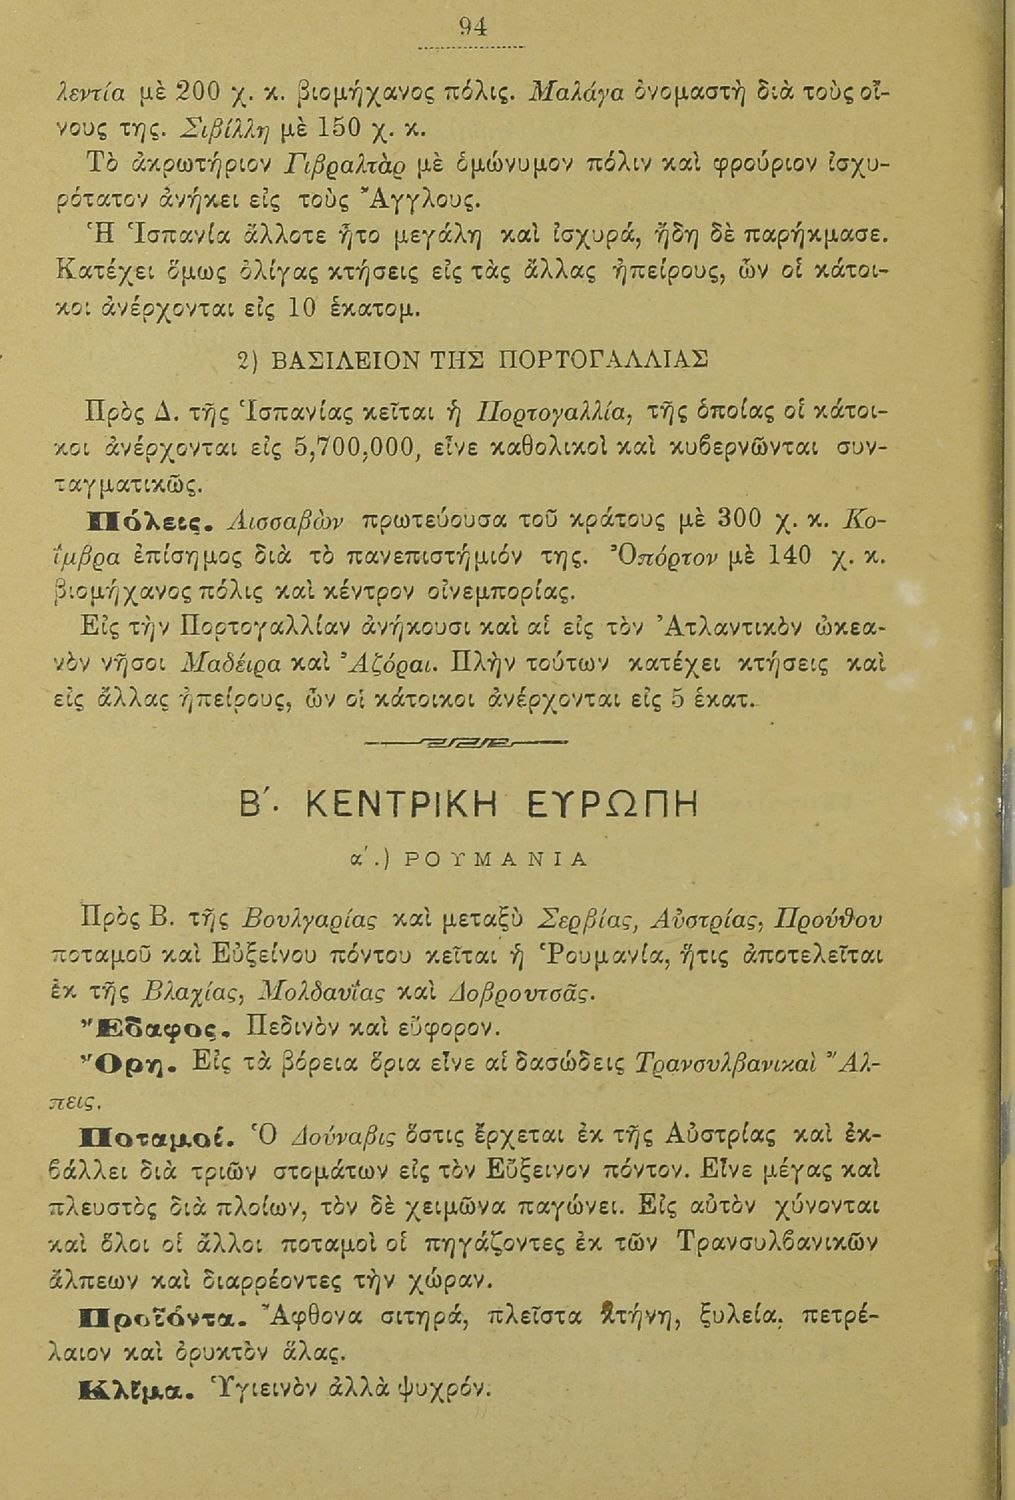 94
λεντία μὲ 200 χ. κ. βιομήχανος πόλις. Μαλάγα ὀνομαστὴ διὰ τοὺς οἴ-
νους της. Σιβίλλη μὲ 150 χ. κ.
Τὸ ἀκρωτήριον Γιβραλτὰρ μὲ ὁμώνυμον πόλιν καὶ φρούριον ἰσχυ-
ρότατον ἀνήκει εἰς τοὺς Ἄγγλους.
Ἡ Ἱσπανία ἄλλοτε ἦτο μεγάλη καὶ ἰσχυρά, ἤδη δὲ παρήκμασε.
Κατέχει ὅμως ὀλίγας κτήσεις εἰς τὰς ἄλλας ἠπείρους, ὧν οἱ κάτοι-
κοι ἀνέρχονται εἰς 10 ἑκατομ.
2) ΒΑΣΙΛΕΙΟΝ ΤΗΣ ΠΟΡΤΟΓΑΛΛΙΑΣ
Πρὸς Δ. τῆς Ἱσπανίας κεῖται ἡ Πορτογαλλία, τῆς ὁποίας οἱ κάτοι-
κοι ἀνέρχονται εἰς 5,700,000, εἶνε καθολικοὶ καὶ κυβερνῶνται συν-
ταγματικῶς.
Πόλεις. Λισσαβὼν πρωτεύουσα τοῦ κράτους μὲ 300 χ. κ. Κο-
ΐμβρα ἐπίσημος διὰ τὸ πανεπιστήμιόν της. Ὀπόρτον μὲ 140 χ. κ.
βιομήχανος πόλις καὶ κέντρον οἰνεμπορίας.
Εἰς τὴν Πορτογαλλίαν ἀνήκουσι καὶ αἱ εἰς τὸν Ἀτλαντικὸν ὠκεα-
νὸν νῆσοι Μαδέιρα καὶ Ἀζόραι. Πλὴν τούτων κατέχει κτήσεις καὶ
εἰς ἄλλας ἠπείρους, ὧν οἱ κάτοικοι ἀνέρχονται εἰς 5 ἑκατ.
Β΄. ΚΕΝΤΡΙΚΗ ΕΥΡΩΠΗ
α΄.) ΡΟΥΜΑΝΙΑ
Πρὸς Β. τῆς Βουλγαρίας καὶ μεταξὺ Σερβίας, Αὐστρίας, Προύθου
ποταμοῦ καὶ Εὐξείνου πόντου κεῖται ἡ Ῥουμανία, ἥτις ἀποτελεῖται
ἐκ τῆς Βλαχίας, Μολδαυΐας καὶ Δοβρουτσᾶς.
Ἔδαφος. Πεδινὸν καὶ εὔφορον.
Ὄρη. Εἰς τὰ βόρεια ὅρια εἶνε αἱ δασώδεις Τρανσυλβανικαὶ Ἄλ-
πεις.
Ποταμοί. Ὁ Δούναβις ὅστις ἔρχεται ἐκ τῆς Αὐστρίας καὶ ἐκ-
βάλλει διὰ τριῶν στομάτων εἰς τὸν Εὔξεινον πόντον. Εἶνε μέγας καὶ
πλευστὸς διὰ πλοίων, τὸν δὲ χειμῶνα παγώνει. Εἰς αὐτὸν χύνονται
καὶ ὅλοι οἱ ἄλλοι ποταμοὶ οἱ πηγάζοντες ἐκ τῶν Τρανσυλβανικῶν
ἄλπεων καὶ διαρρέοντες τὴν χώραν.
Προϊόντα. Ἄφθονα σιτηρά, πλεῖστα κτήνη, ξυλεία, πετρέ-
λαιον καὶ ὀρυκτὸν ἅλας.
Κλῖμα. Ὑγιεινὸν ἀλλὰ ψυχρόν.